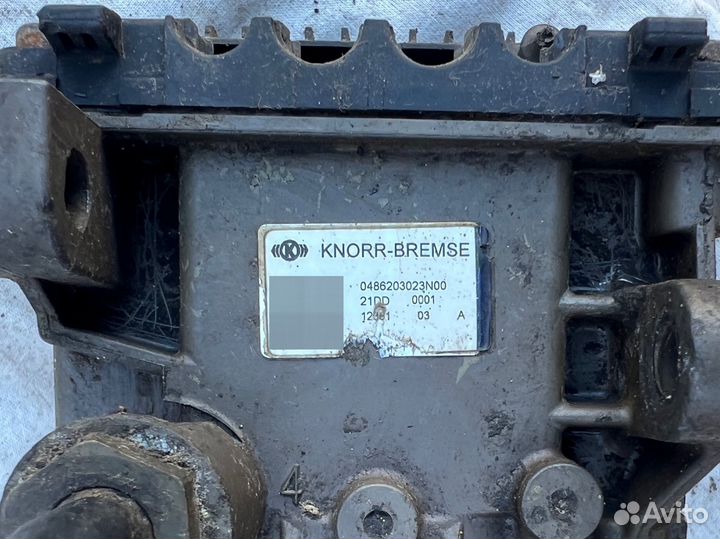 KNORR-BREMSE
0486203023N00
21DD 0001
03 A
4
Avito